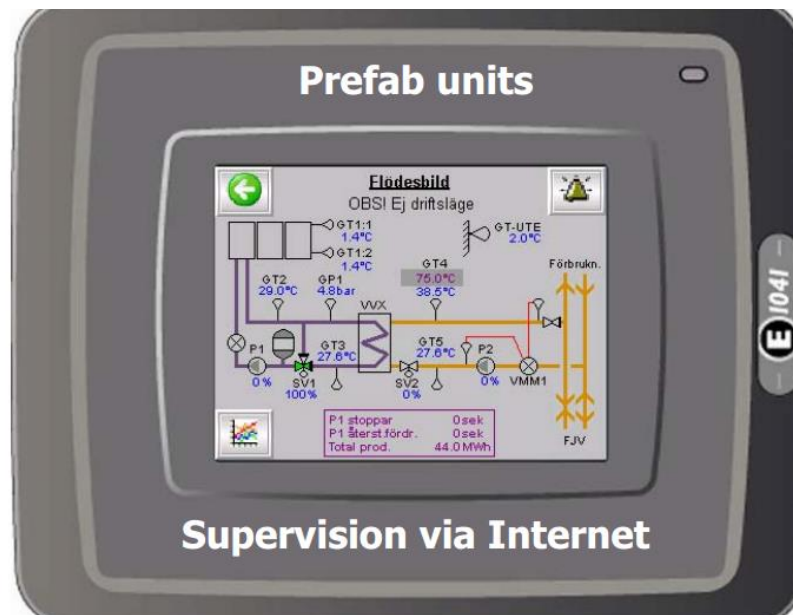 Prefab units
Flödesbild
OBS! Ej driftsläge
GT1:1
1.4°C
GT1:2
1.4°C
GT-UTE
2.0°C
GT2
29.0°C
GP1
4.8bar
VVX
GT4
75.0°C
38.5°C
Förbrukn.
P1
0%
SV1
100%
GT3
27.6°C
SV2
0%
GT5
27.6°C
P2
0%
VMM1
FJV
P1 stoppar 0sek
P1 återst.fördr. 0sek
Total prod. 44.0MWh
E1041
Supervision via Internet